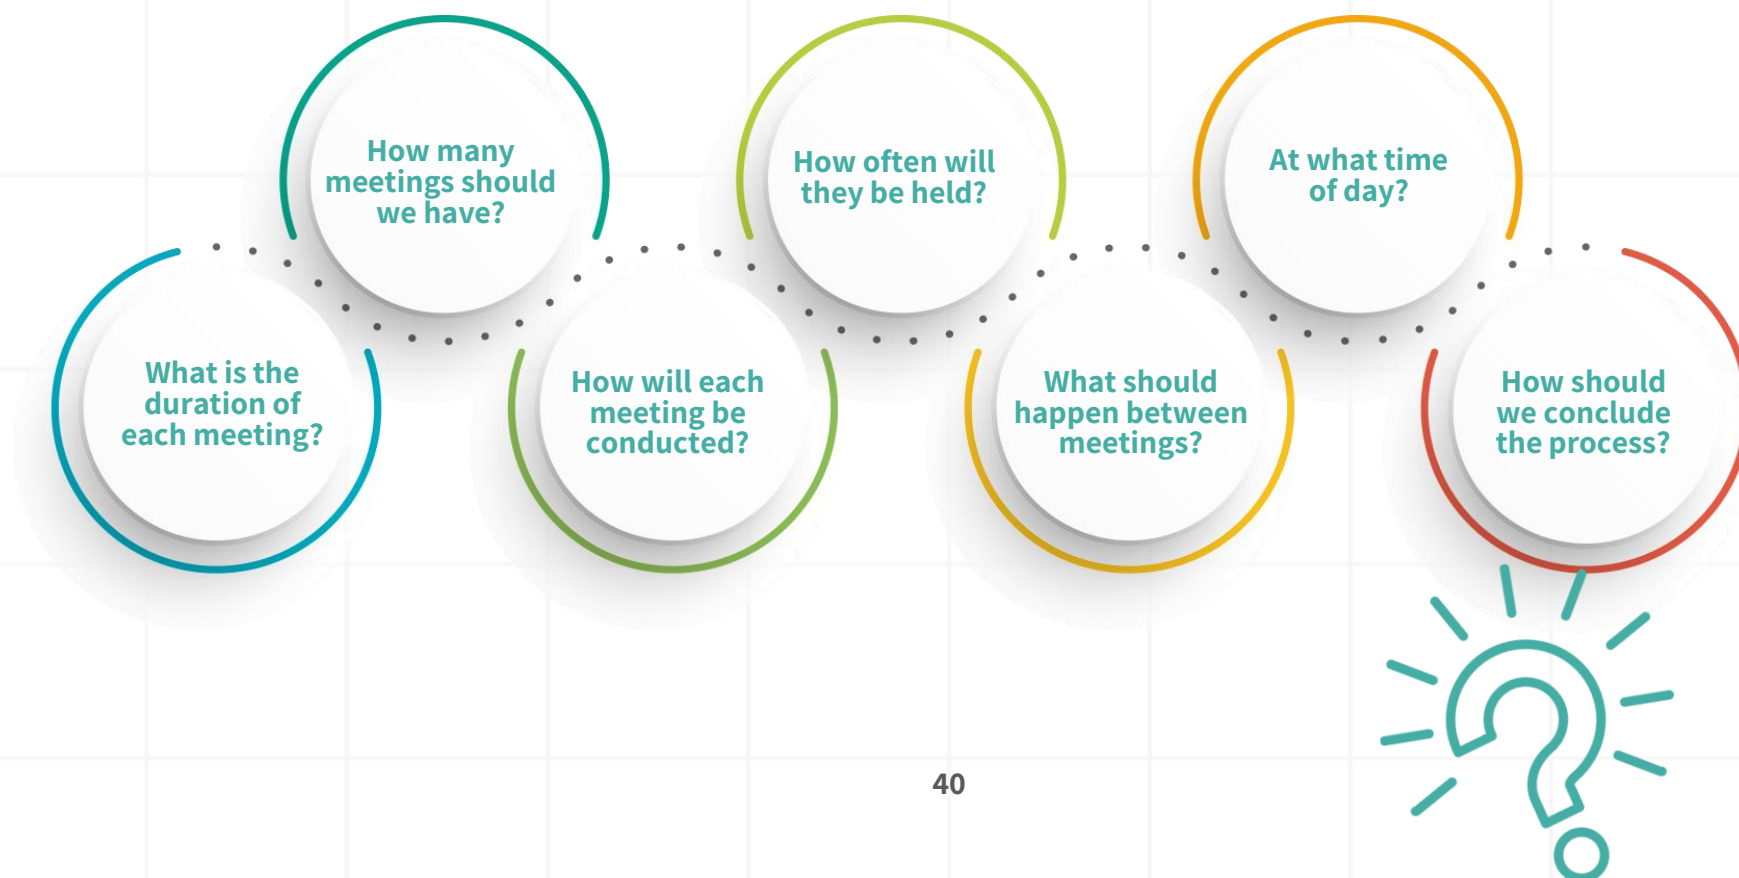 What is the
duration of
each meeting?
How many
meetings should
we have?
How will each
meeting be
conducted?
How often will
they be held?
What should
happen between
meetings?
At what time
of day?
How should
we conclude
the process?
40